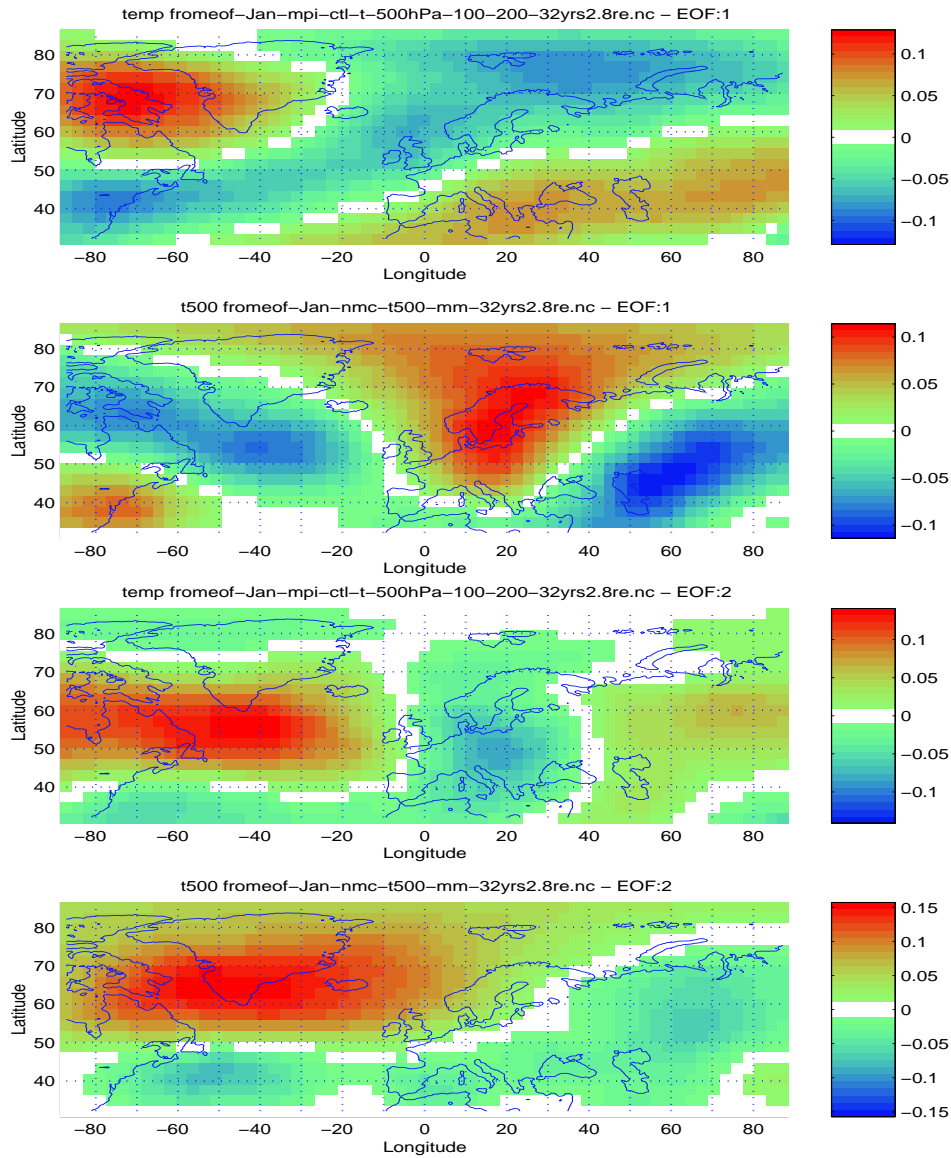 temp fromeof−Jan−mpi−ctl−t−500hPa−100−200−32yrs2.8re.nc − EOF:1
80
70
60
50
40
Latitude
−80 −60 −40 −20 0 20 40 60 80
Longitude
0.1
0.05
0
−0.05
−0.1
t500 fromeof−Jan−nmc−t500−mm−32yrs2.8re.nc − EOF:1
80
70
60
50
40
Latitude
−80 −60 −40 −20 0 20 40 60 80
Longitude
0.1
0.05
0
−0.05
−0.1
temp fromeof−Jan−mpi−ctl−t−500hPa−100−200−32yrs2.8re.nc − EOF:2
80
70
60
50
40
Latitude
−80 −60 −40 −20 0 20 40 60 80
Longitude
0.1
0.05
0
−0.05
−0.1
t500 fromeof−Jan−nmc−t500−mm−32yrs2.8re.nc − EOF:2
80
70
60
50
40
Latitude
−80 −60 −40 −20 0 20 40 60 80
Longitude
0.15
0.1
0.05
0
−0.05
−0.1
−0.15